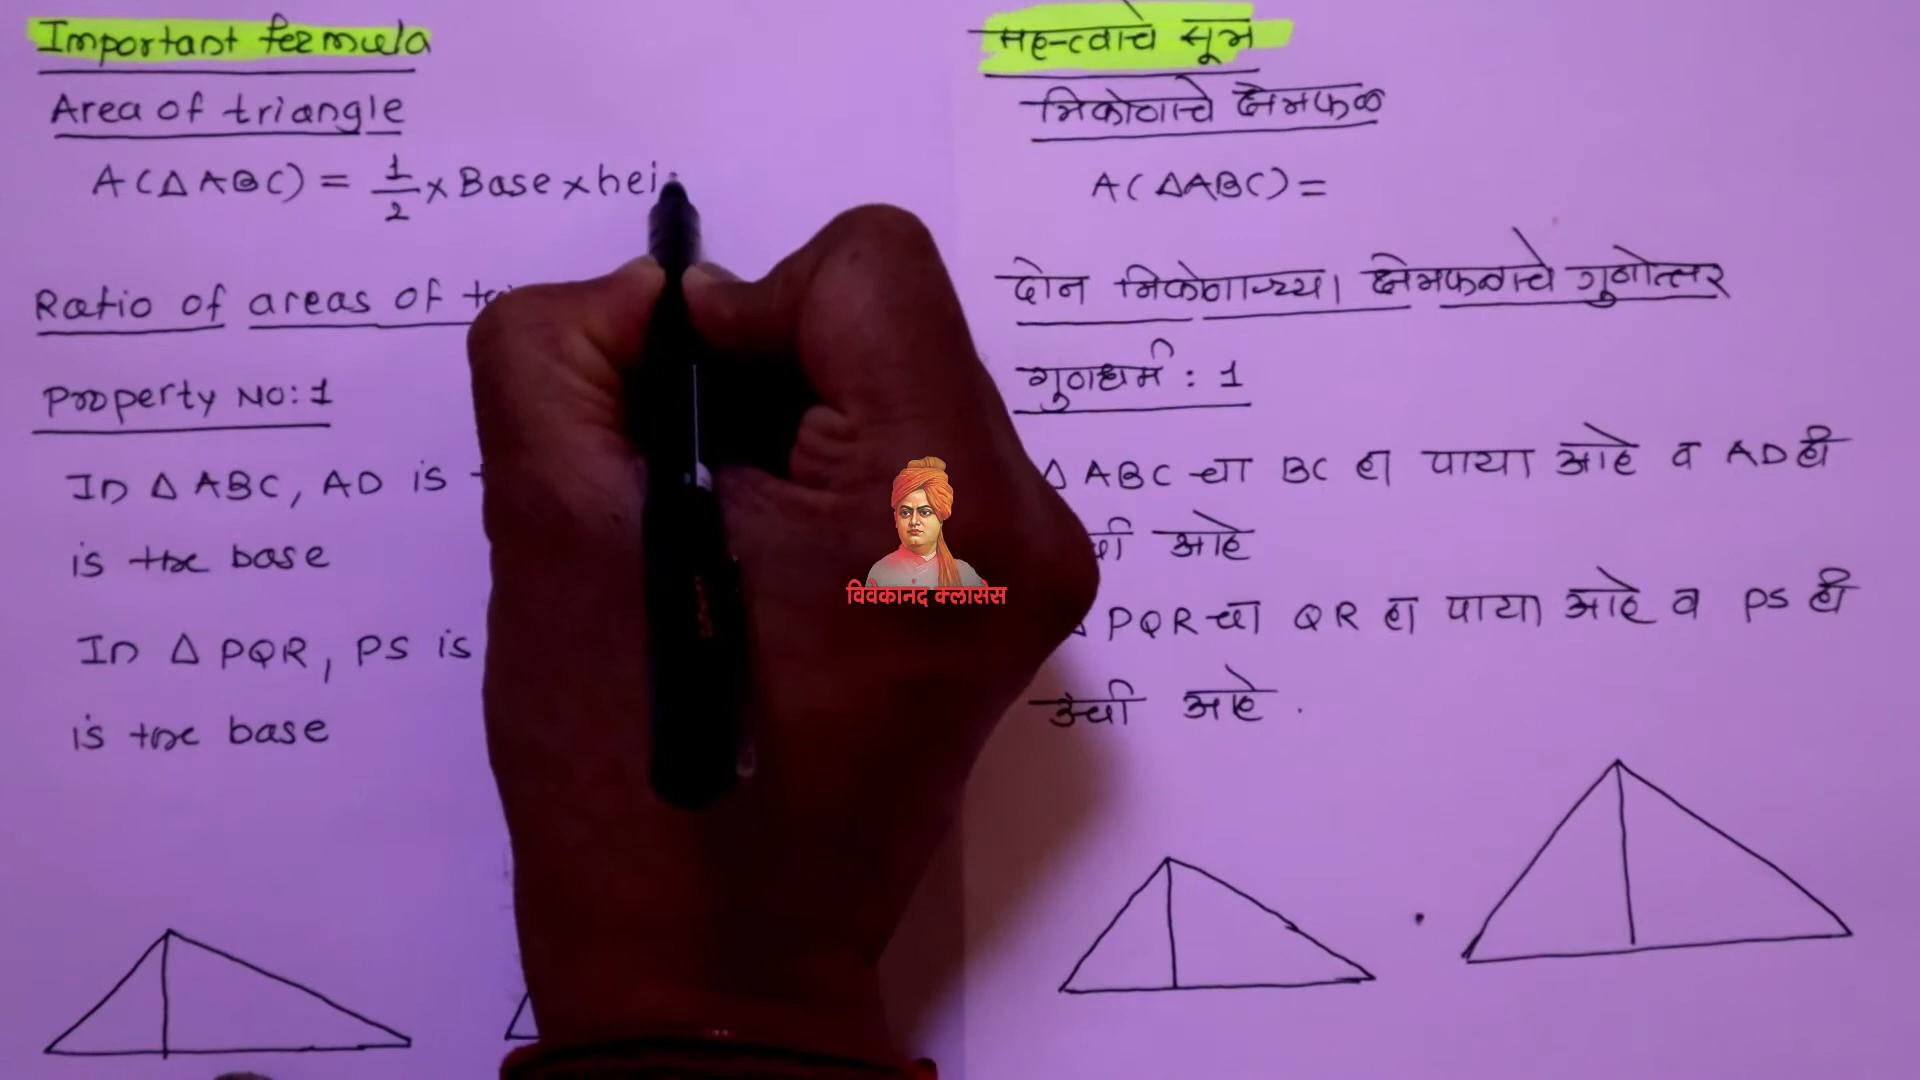 Important formula
Area of triangle
A(△ABC) = 1/2 × Base × hei
Ratio of areas of
Property No: 1
In △ ABC, AD is
is the base
In △ PQR, PS is
is the base
महत्वाचे सूत्र
त्रिकोणाचे क्षेत्रफळ
A(△ABC) =
दोन त्रिकोणाच्या क्षेत्रफळाचे गुणोत्तर
गुणधर्म : 1
△ ABC चा BC हा पाया आहे व AD ही
आहे
△ PQR चा QR हा पाया आहे व PS ही
उंची आहे .
विवेकानंद क्लासेस